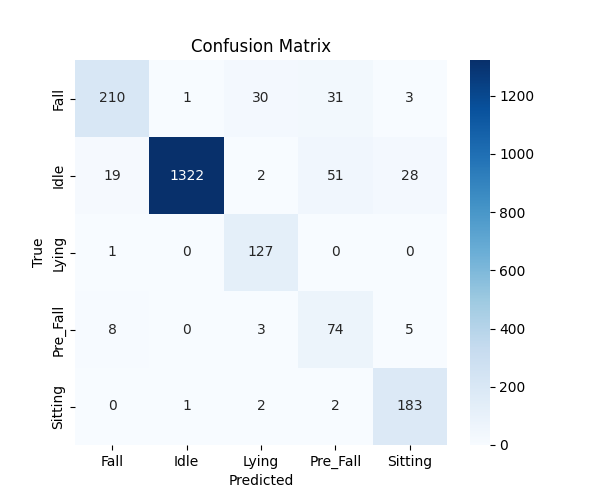 Confusion Matrix
Fall 210 1 30 31 3
Idle 19 1322 2 51 28
Lying 1 0 127 0 0
Pre_Fall 8 0 3 74 5
Sitting 0 1 2 2 183
True
Fall Idle Lying Pre_Fall Sitting
Predicted
1200
1000
800
600
400
200
0